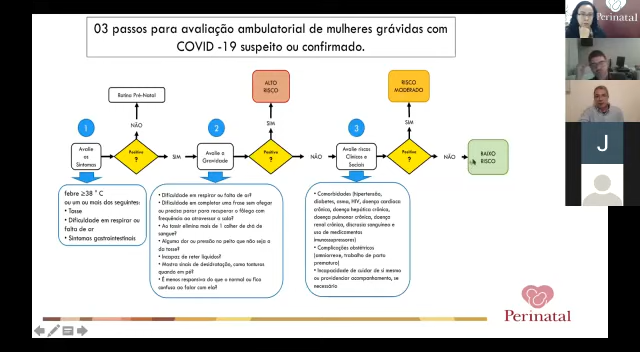 03 passos para avaliação ambulatorial de mulheres grávidas com
COVID -19 suspeito ou confirmado.
Rotina Pré-Natal
ALTO
RISCO
RISCO
MODERADO
NÃO
SIM
SIM
1
2
3
Avalie
os
Sintomas
Positivo
?
SIM
Avalie a
Gravidade
Positivo
?
NÃO
Avalie riscos
Clínicos e
Sociais
Positivo
?
NÃO
BAIXO
RISCO
febre ≥38 ° C
ou um ou mais dos seguintes:
• Tosse
• Dificuldade em respirar ou
falta de ar
• Sintomas gastrointestinais
• Dificuldade em respirar ou falta de ar?
• Dificuldade em completar uma frase sem afegar
ou precisa parar para recuperar o fôlego com
frequência ao atravessar a sala?
• Ao tossir elimina mais de 1 colher de chá de
sangue?
• Alguma dor ou pressão no peito que não seja a
da tosse?
• Incapaz de reter líquidos?
• Mostra sinais de desidratação, como tonturas
quando em pé?
• É menos responsivo do que o normal ou fica
confuso ao falar com ela?
• Comorbidades (hipertensão,
diabetes, asma, HIV, doença cardíaca
crônica, doença hepática crônica,
doença pulmonar crônica, doença
renal crônica, discrasia sanguínea e
uso de medicamentos
imunossupressores)
• Complicações obstétricas
(amniorrexe, trabalho de parto
prematuro)
• Incapacidade de cuidar de si mesmo
ou providenciar acompanhamento, se
necessário
Perinatal
Perinatal
J